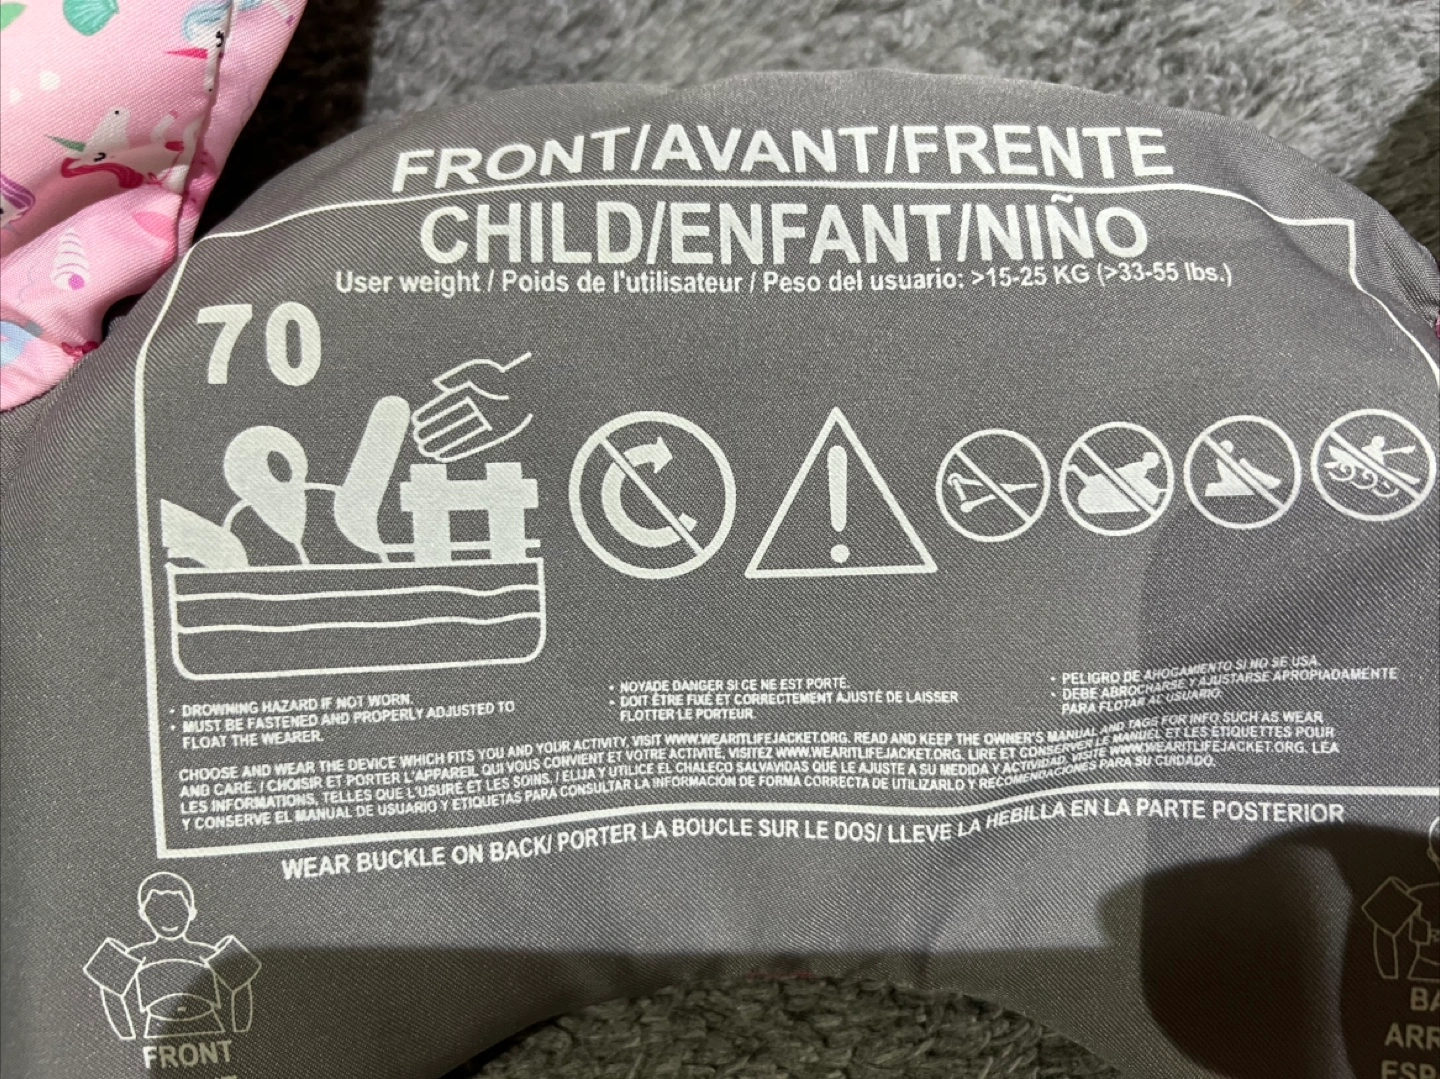 FRONT/AVANT/FRENTE
CHILD/ENFANT/NIÑO
User weight / Poids de l'utilisateur / Peso del usuario: >15-25 KG (>33-55 lbs.)
70
• DROWNING HAZARD IF NOT WORN.
• MUST BE FASTENED AND PROPERLY ADJUSTED TO
FLOAT THE WEARER.
• NOYADE DANGER SI CE NE EST PORTÉ.
• DOIT ÊTRE FIXÉ ET CORRECTEMENT AJUSTÉ DE LAISSER
FLOTTER LE PORTEUR.
• PELIGRO DE AHOGAMIENTO SI NO SE USA.
• DEBE ABROCHARSE Y AJUSTARSE APROPIADAMENTE
PARA FLOTAR AL USUARIO.
CHOOSE AND WEAR THE DEVICE WHICH FITS YOU AND YOUR ACTIVITY, VISIT WWW.WEARITLIFEJACKET.ORG. READ AND KEEP THE OWNER'S MANUAL AND TAGS FOR INFO SUCH AS WEAR
AND CARE. / CHOISIR ET PORTER L'APPAREIL QUI VOUS CONVIENT ET VOTRE ACTIVITÉ, VISITEZ WWW.WEARITLIFEJACKET.ORG. LIRE ET CONSERVER LE MANUEL ET LES ÉTIQUETTES POUR
LES INFORMATIONS, TELLES QUE L'USURE ET LES SOINS. / ELIJA Y UTILICE EL CHALECO SALVAVIDAS QUE LE AJUSTE A SU MEDIDA Y ACTIVIDAD, VISITE WWW.WEARITLIFEJACKET.ORG. LEA
Y CONSERVE EL MANUAL DE USUARIO Y ETIQUETAS PARA CONSULTAR LA INFORMACIÓN DE FORMA CORRECTA DE UTILIZARLO Y RECOMENDACIONES PARA SU CUIDADO.
WEAR BUCKLE ON BACK/ PORTER LA BOUCLE SUR LE DOS/ LLEVE LA HEBILLA EN LA PARTE POSTERIOR
FRONT